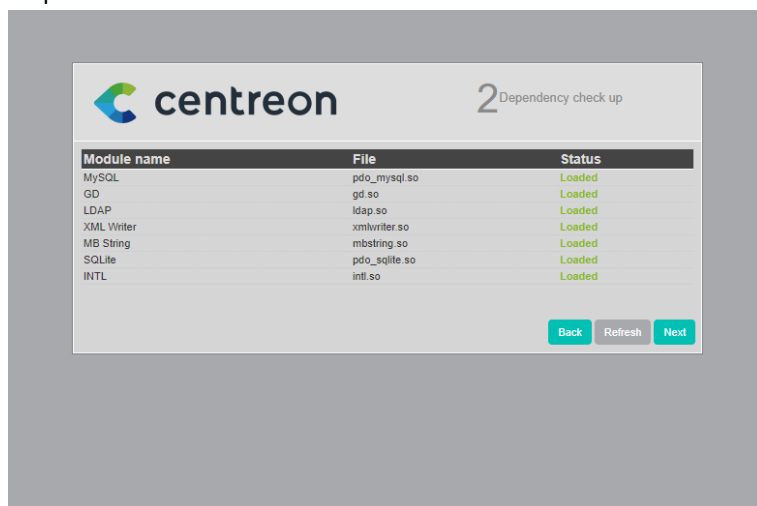 centreon
2 Dependency check up
Module name File Status
MySQL pdo_mysql.so Loaded
GD gd.so Loaded
LDAP ldap.so Loaded
XML Writer xmlwriter.so Loaded
MB String mbstring.so Loaded
SQLite pdo_sqlite.so Loaded
INTL intl.so Loaded
Back Refresh Next